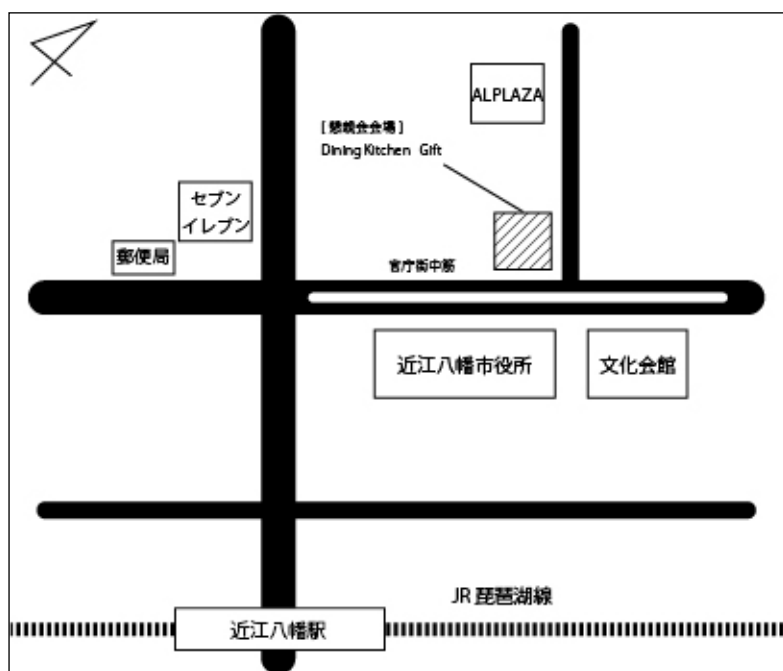 ALPLAZA
[ 懇親会会場 ]
Dining Kitchen Gift
セブン
イレブン
郵便局
官庁街中筋
近江八幡市役所
文化会館
JR 琵琶湖線
近江八幡駅